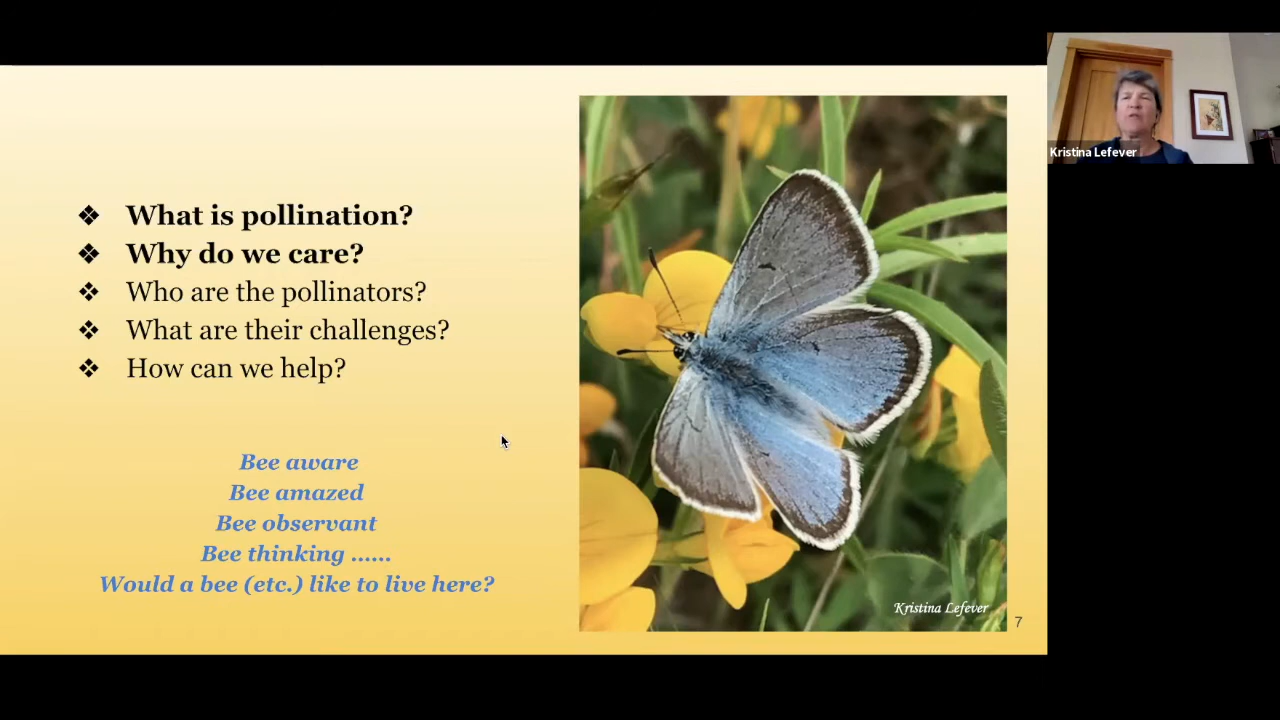 ❖ What is pollination?
❖ Why do we care?
❖ Who are the pollinators?
❖ What are their challenges?
❖ How can we help?
Bee aware
Bee amazed
Bee observant
Bee thinking ......
Would a bee (etc.) like to live here?
Kristina Lefever
7
Kristina Lefever